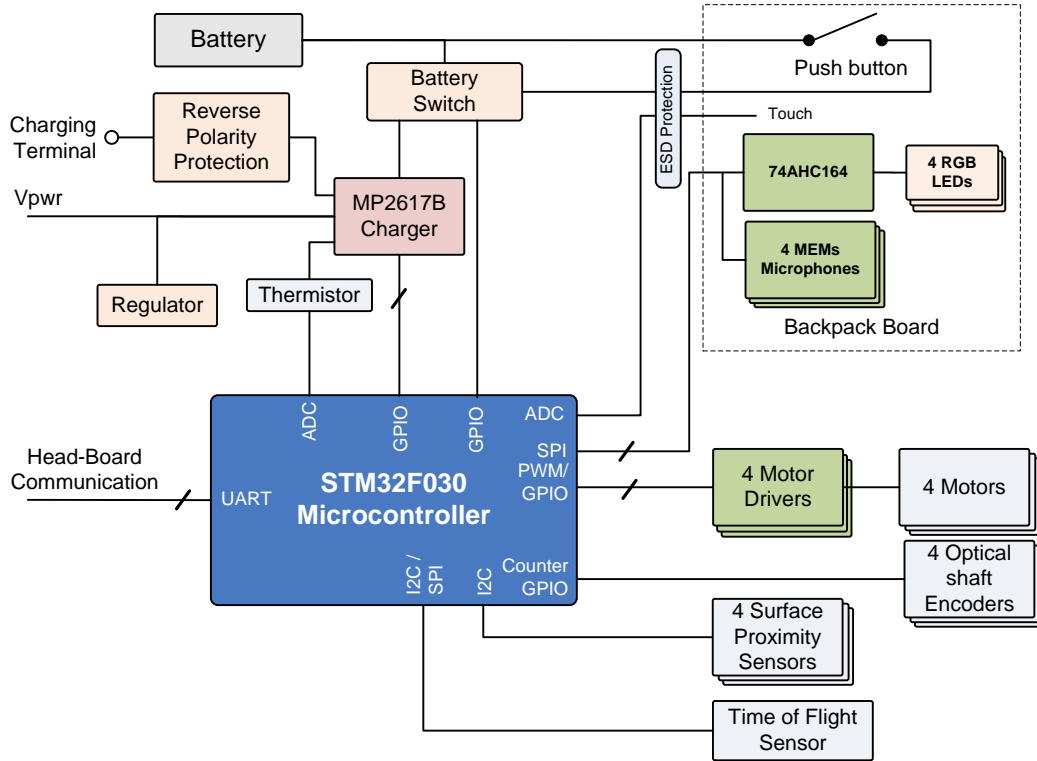 Battery
Push button
Battery
Switch
ESD Protection
Charging
Terminal
Reverse
Polarity
Protection
Touch
74AHC164
4 RGB
LEDs
Vpwr
MP2617B
Charger
4 MEMs
Microphones
Thermistor
Regulator
Backpack Board
ADC
GPIO
GPIO
ADC
SPI
PWM/
GPIO
Head-Board
Communication
UART
STM32F030
Microcontroller
4 Motor
Drivers
4 Motors
I2C /
SPI
I2C
Counter
GPIO
4 Optical
shaft
Encoders
4 Surface
Proximity
Sensors
Time of Flight
Sensor